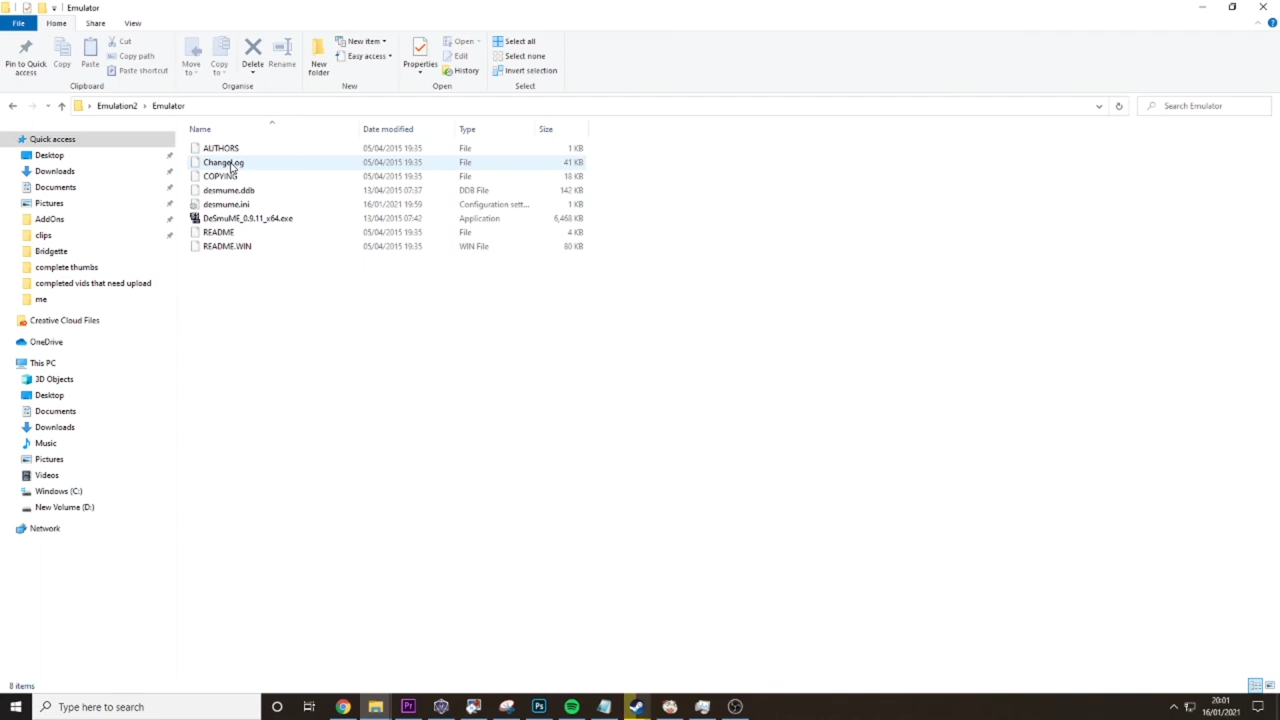 Emulator
File Home Share View
Pin to Quick access
Copy
Paste
Cut
Copy path
Paste shortcut
Clipboard
Move to
Copy to
Delete
Rename
Organise
New folder
New item
Easy access
New
Properties
Open
Edit
History
Open
Select all
Select none
Invert selection
Select
Emulation2 > Emulator
Search Emulator
Name Date modified Type Size
AUTHORS 05/04/2015 19:35 File 1 KB
ChangeLog 05/04/2015 19:35 File 41 KB
COPYING 05/04/2015 19:35 File 18 KB
desmume.ddb 13/04/2015 07:37 DDB File 142 KB
desmume.ini 16/01/2021 19:59 Configuration sett... 1 KB
DeSmuME_0.9.11_x64.exe 13/04/2015 07:42 Application 6,468 KB
README 05/04/2015 19:35 File 4 KB
README.WIN 05/04/2015 19:35 WIN File 80 KB
Quick access
Desktop
Downloads
Documents
Pictures
AddOns
clips
Bridgette
complete thumbs
completed vids that need upload
me
Creative Cloud Files
OneDrive
This PC
3D Objects
Desktop
Documents
Downloads
Music
Pictures
Videos
Windows (C:)
New Volume (D:)
Network
8 items
Type here to search
Pr
Ps
20:01
16/01/2021